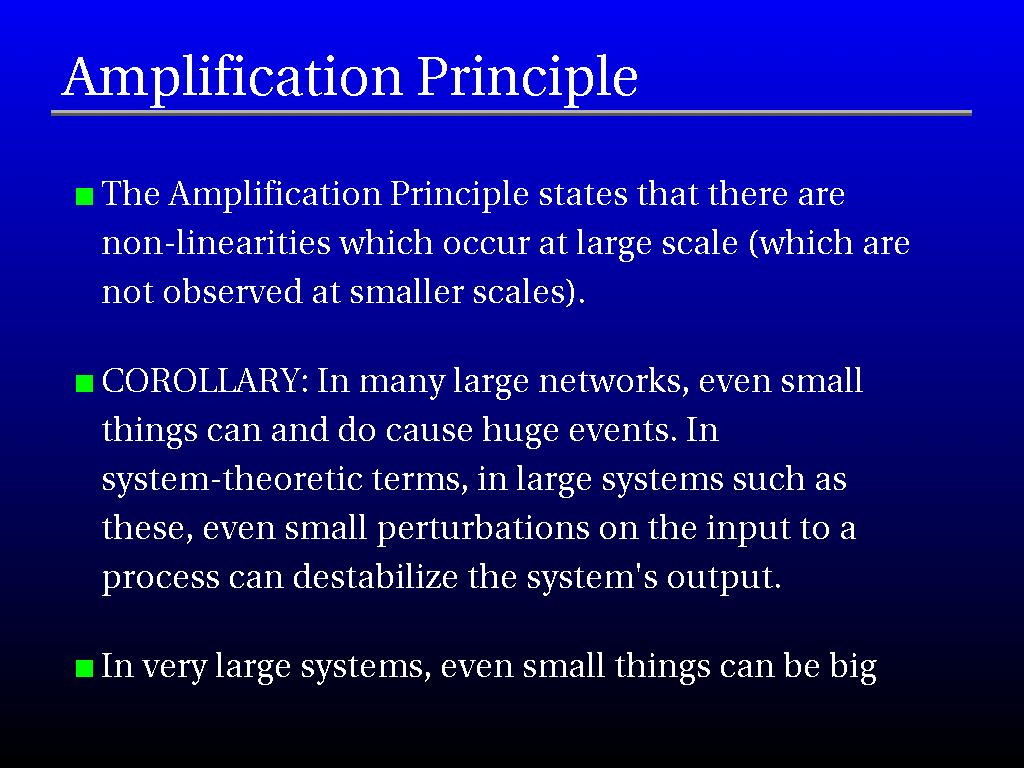 Amplification Principle
The Amplification Principle states that there are
non-linearities which occur at large scale (which are
not observed at smaller scales).
COROLLARY: In many large networks, even small
things can and do cause huge events. In
system-theoretic terms, in large systems such as
these, even small perturbations on the input to a
process can destabilize the system's output.
In very large systems, even small things can be big